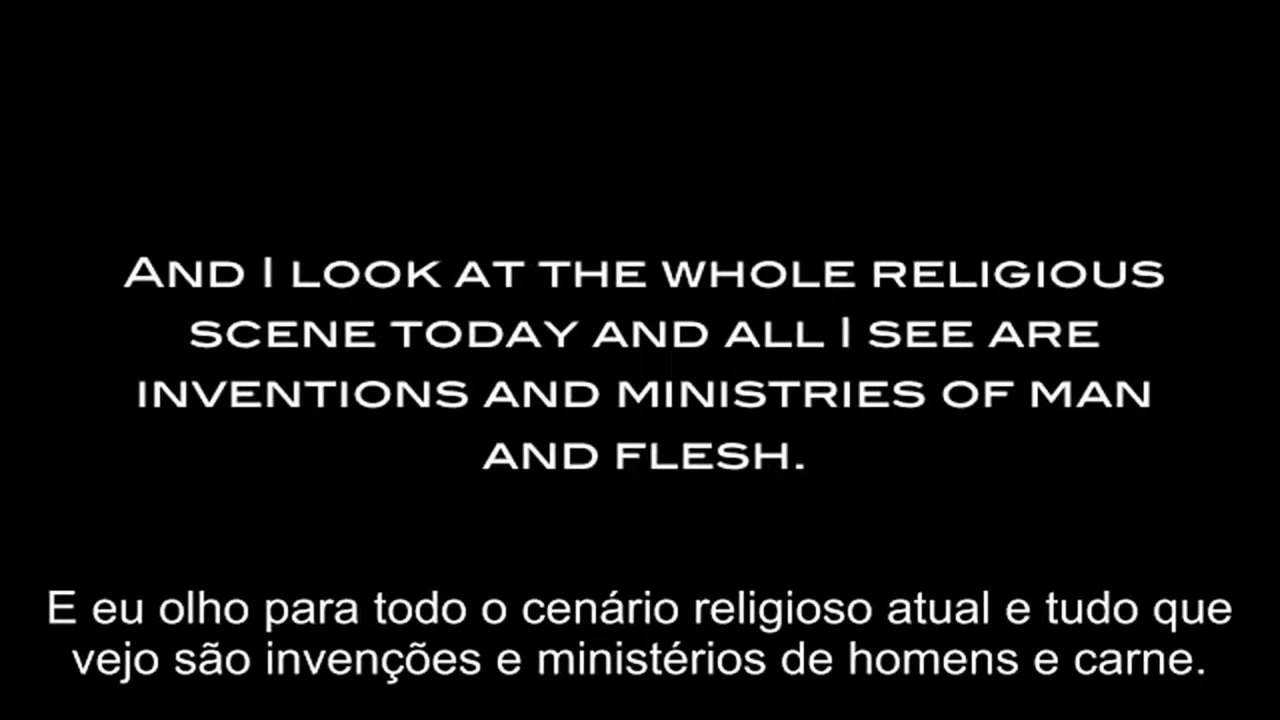 And I look at the whole religious
scene today and all I see are
inventions and ministries of man
and flesh.
E eu olho para todo o cenário religioso atual e tudo que
vejo são invenções e ministérios de homens e carne.